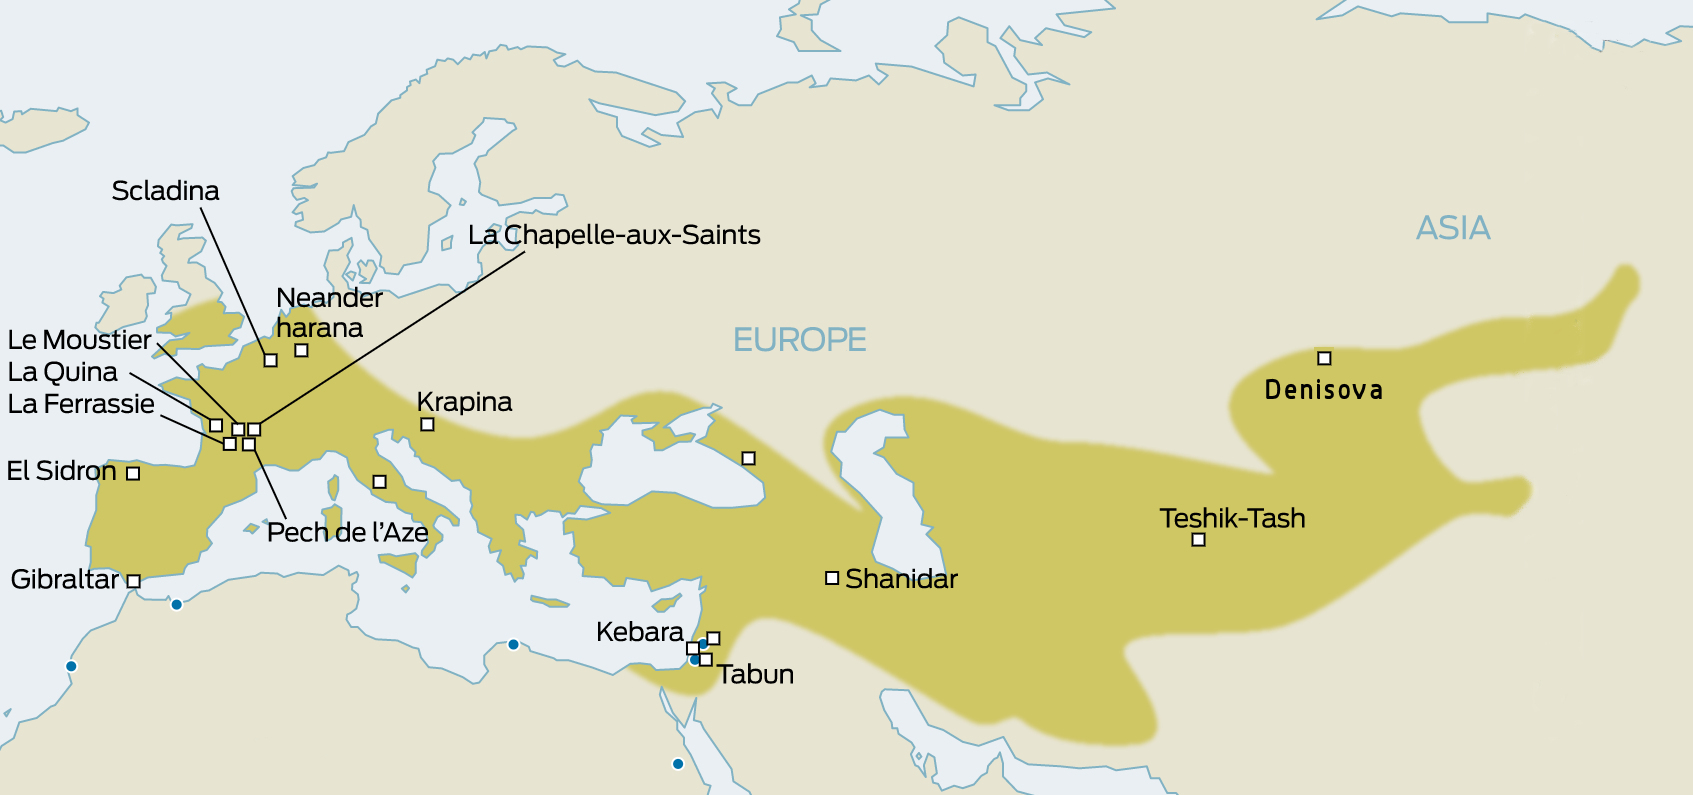 Scladina
La Chapelle-aux-Saints
ASIA
Neander
harana
Le Moustier
EUROPE
La Quina
La Ferrassie
Krapina
Denisova
El Sidron
Teshik-Tash
Pech de l'Aze
Gibraltar
Shanidar
Kebara
Tabun